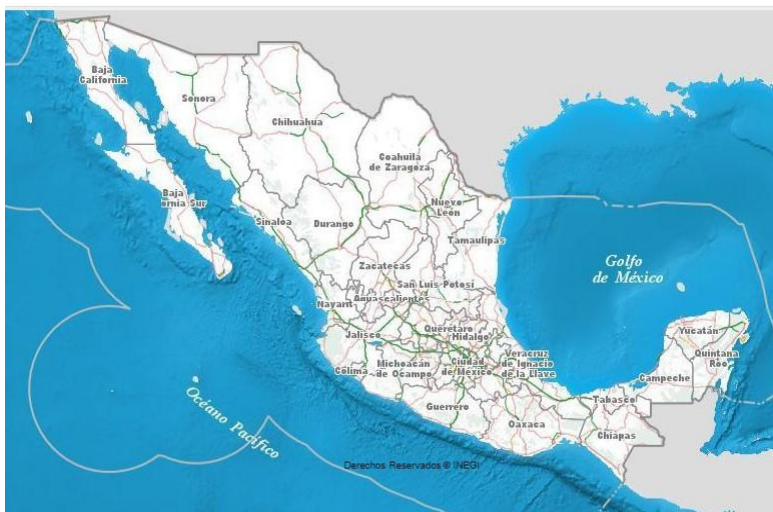 Baja
California
Sonora
Chihuahua
Coahuila
de Zaragoza
Baja
ornia Sur
Sinaloa
Durango
Nuevo
León
Tamaulipas
Golfo
de México
Zacatecas
San Luis Potosí
Aguascalientes
Nayarit
Jalisco
Querétaro
Hidalgo
Yucatán
Quintana
Roo
Campeche
Colima
Michoacán
de Ocampo
Ciudad
de México
Veracruz
de Ignacio
de la Llave
Tabasco
Guerrero
Oaxaca
Chiapas
Océano Pacífico
Derechos Reservados © INEGI